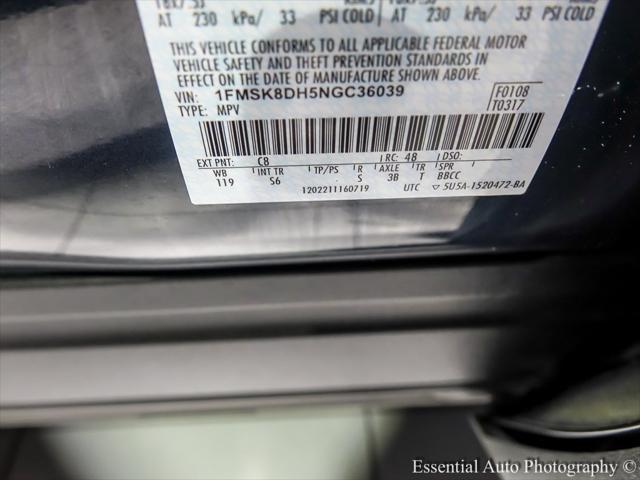 AT 230 kPa/ 33 PSI COLD AT 230 kPa/ 33 PSI COLD
THIS VEHICLE CONFORMS TO ALL APPLICABLE FEDERAL MOTOR
VEHICLE SAFETY AND THEFT PREVENTION STANDARDS IN
EFFECT ON THE DATE OF MANUFACTURE SHOWN ABOVE.
VIN: 1FMSK8DH5NGC36039 F0108
TYPE: MPV T0317
EXT PNT: C8 RC: 48 DSO:
WB INT TR TP/PS R AXLE TR SPR
119 S6 S 3B T BBCC
1202211160719 UTC ▽ 5U5A-1520472-BA
Essential Auto Photography ©